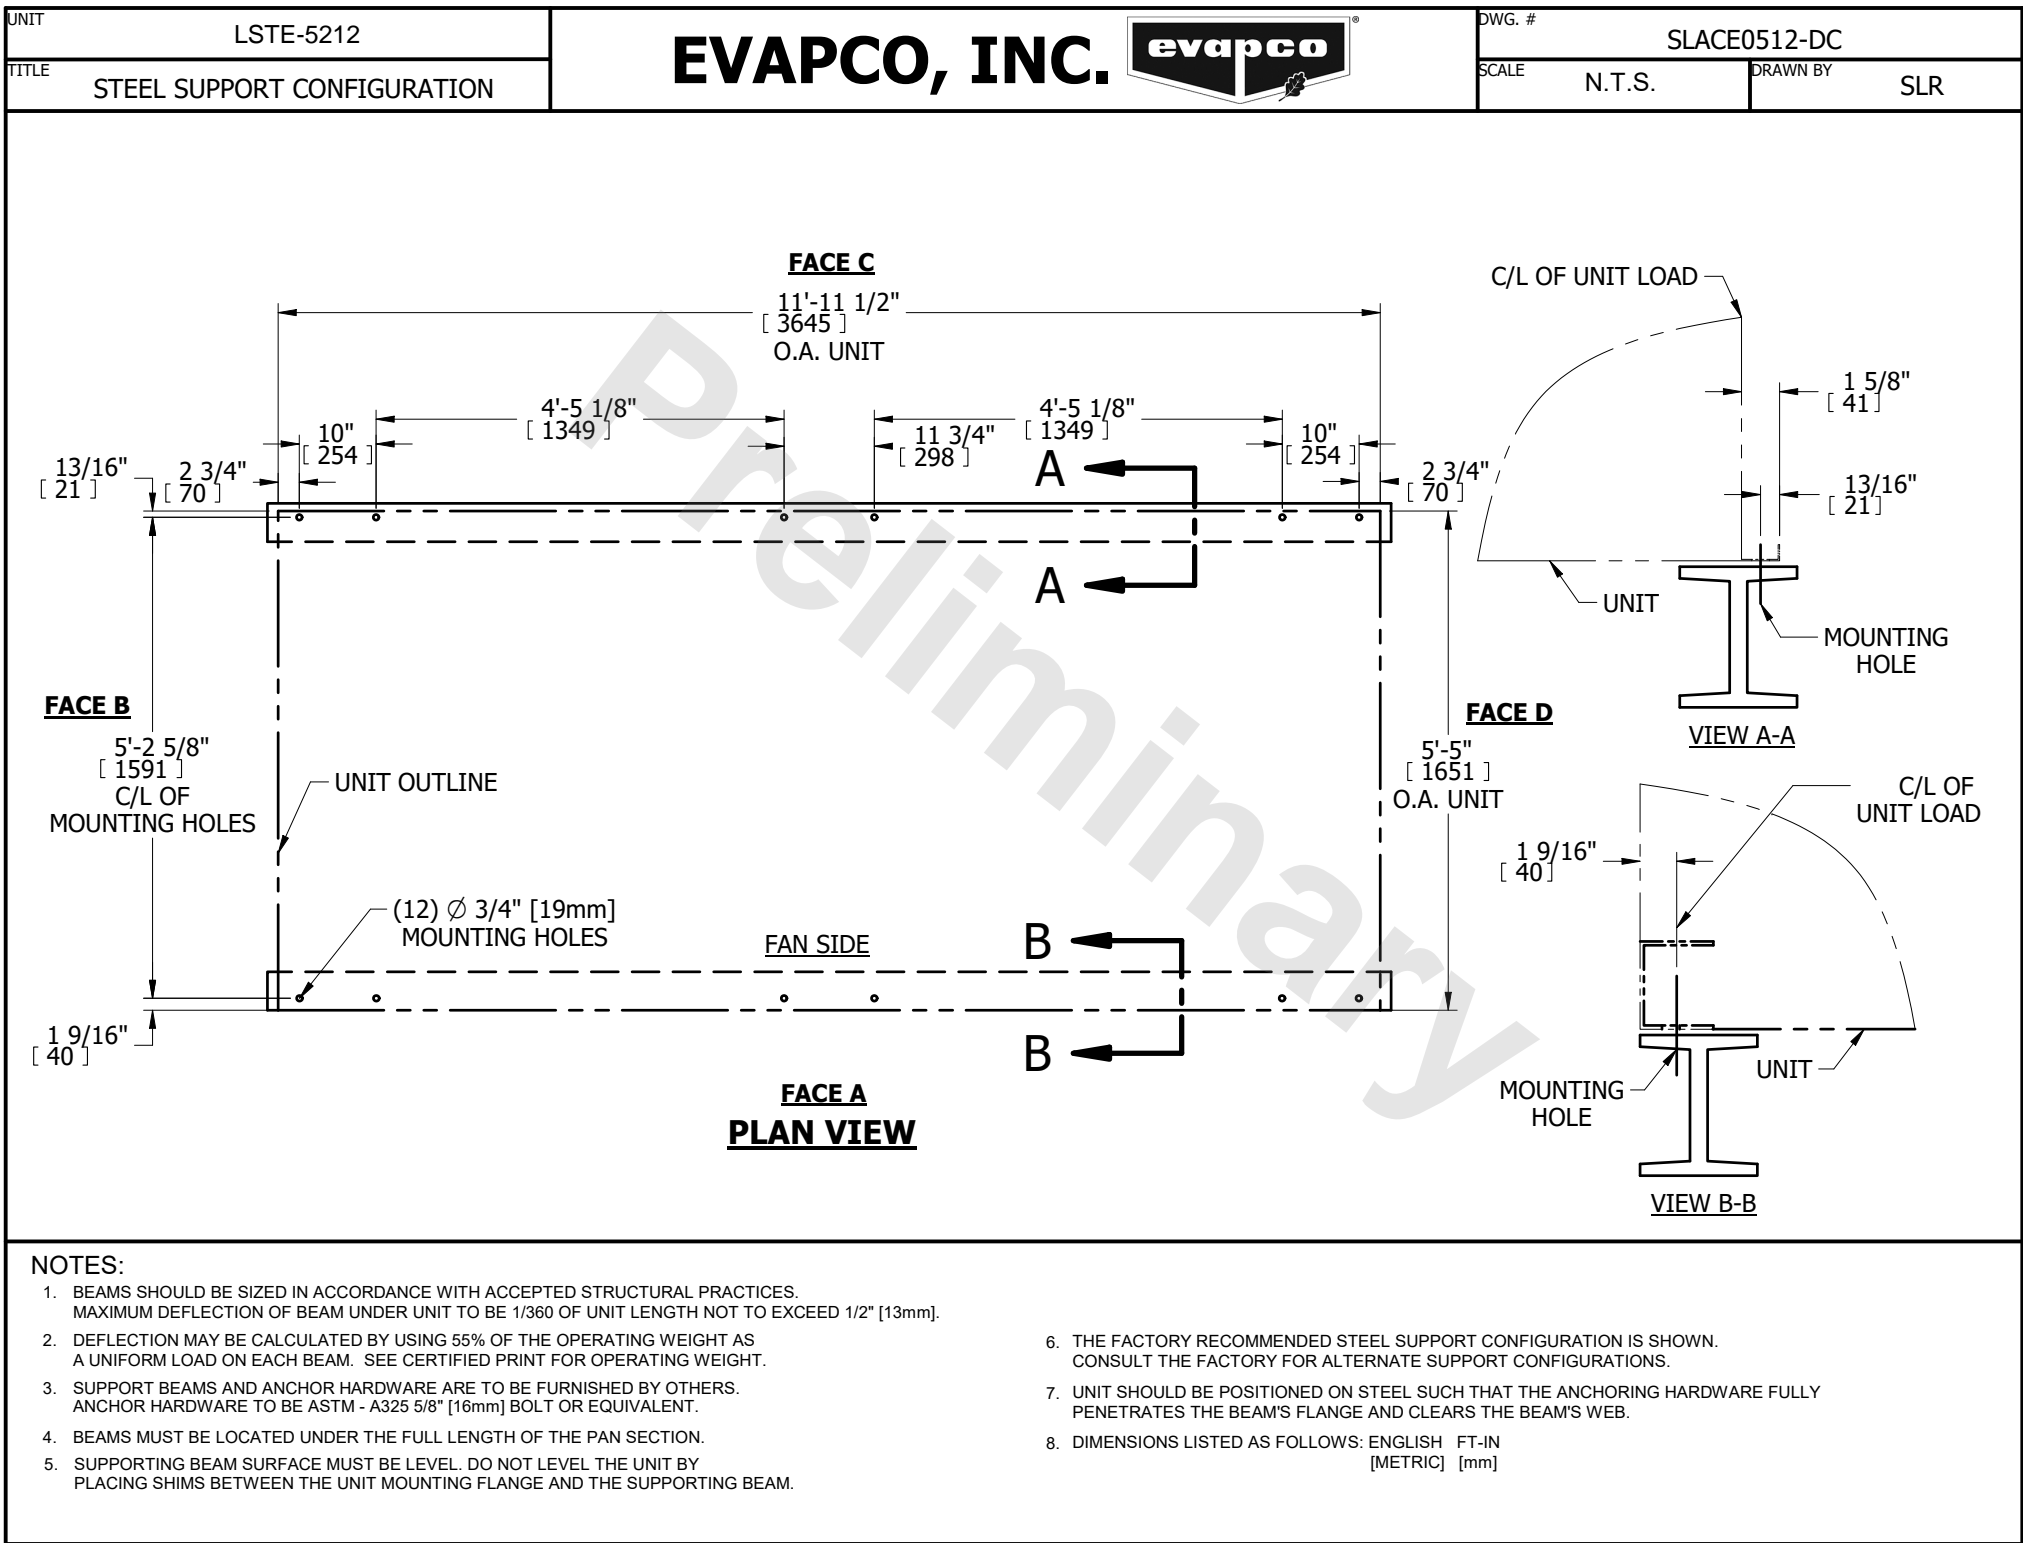 UNIT
LSTE-5212
TITLE
STEEL SUPPORT CONFIGURATION
EVAPCO, INC.
evapco
®
DWG. #
SLACE0512-DC
SCALE
N.T.S.
DRAWN BY
SLR
FACE C
11'-11 1/2"
[ 3645 ]
O.A. UNIT
4'-5 1/8"
[ 1349 ]
4'-5 1/8"
[ 1349 ]
10"
[ 254 ]
11 3/4"
[ 298 ]
10"
[ 254 ]
13/16"
[ 21 ]
2 3/4"
[ 70 ]
2 3/4"
[ 70 ]
A
A
FACE B
5'-2 5/8"
[ 1591 ]
C/L OF
MOUNTING HOLES
UNIT OUTLINE
FACE D
5'-5"
[ 1651 ]
O.A. UNIT
(12) Ø 3/4" [19mm]
MOUNTING HOLES
FAN SIDE
B
B
1 9/16"
[ 40 ]
FACE A
PLAN VIEW
Preliminary
C/L OF UNIT LOAD
1 5/8"
[ 41 ]
13/16"
[ 21 ]
UNIT
MOUNTING
HOLE
VIEW A-A
C/L OF
UNIT LOAD
1 9/16"
[ 40 ]
UNIT
MOUNTING
HOLE
VIEW B-B
NOTES:
1. BEAMS SHOULD BE SIZED IN ACCORDANCE WITH ACCEPTED STRUCTURAL PRACTICES.
MAXIMUM DEFLECTION OF BEAM UNDER UNIT TO BE 1/360 OF UNIT LENGTH NOT TO EXCEED 1/2" [13mm].
2. DEFLECTION MAY BE CALCULATED BY USING 55% OF THE OPERATING WEIGHT AS
A UNIFORM LOAD ON EACH BEAM. SEE CERTIFIED PRINT FOR OPERATING WEIGHT.
3. SUPPORT BEAMS AND ANCHOR HARDWARE ARE TO BE FURNISHED BY OTHERS.
ANCHOR HARDWARE TO BE ASTM - A325 5/8" [16mm] BOLT OR EQUIVALENT.
4. BEAMS MUST BE LOCATED UNDER THE FULL LENGTH OF THE PAN SECTION.
5. SUPPORTING BEAM SURFACE MUST BE LEVEL. DO NOT LEVEL THE UNIT BY
PLACING SHIMS BETWEEN THE UNIT MOUNTING FLANGE AND THE SUPPORTING BEAM.
6. THE FACTORY RECOMMENDED STEEL SUPPORT CONFIGURATION IS SHOWN.
CONSULT THE FACTORY FOR ALTERNATE SUPPORT CONFIGURATIONS.
7. UNIT SHOULD BE POSITIONED ON STEEL SUCH THAT THE ANCHORING HARDWARE FULLY
PENETRATES THE BEAM'S FLANGE AND CLEARS THE BEAM'S WEB.
8. DIMENSIONS LISTED AS FOLLOWS: ENGLISH FT-IN
[METRIC] [mm]